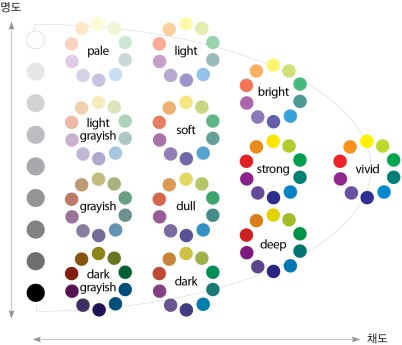 명도
pale
light
bright
light
grayish
soft
strong
vivid
grayish
dull
deep
dark
grayish
dark
채도